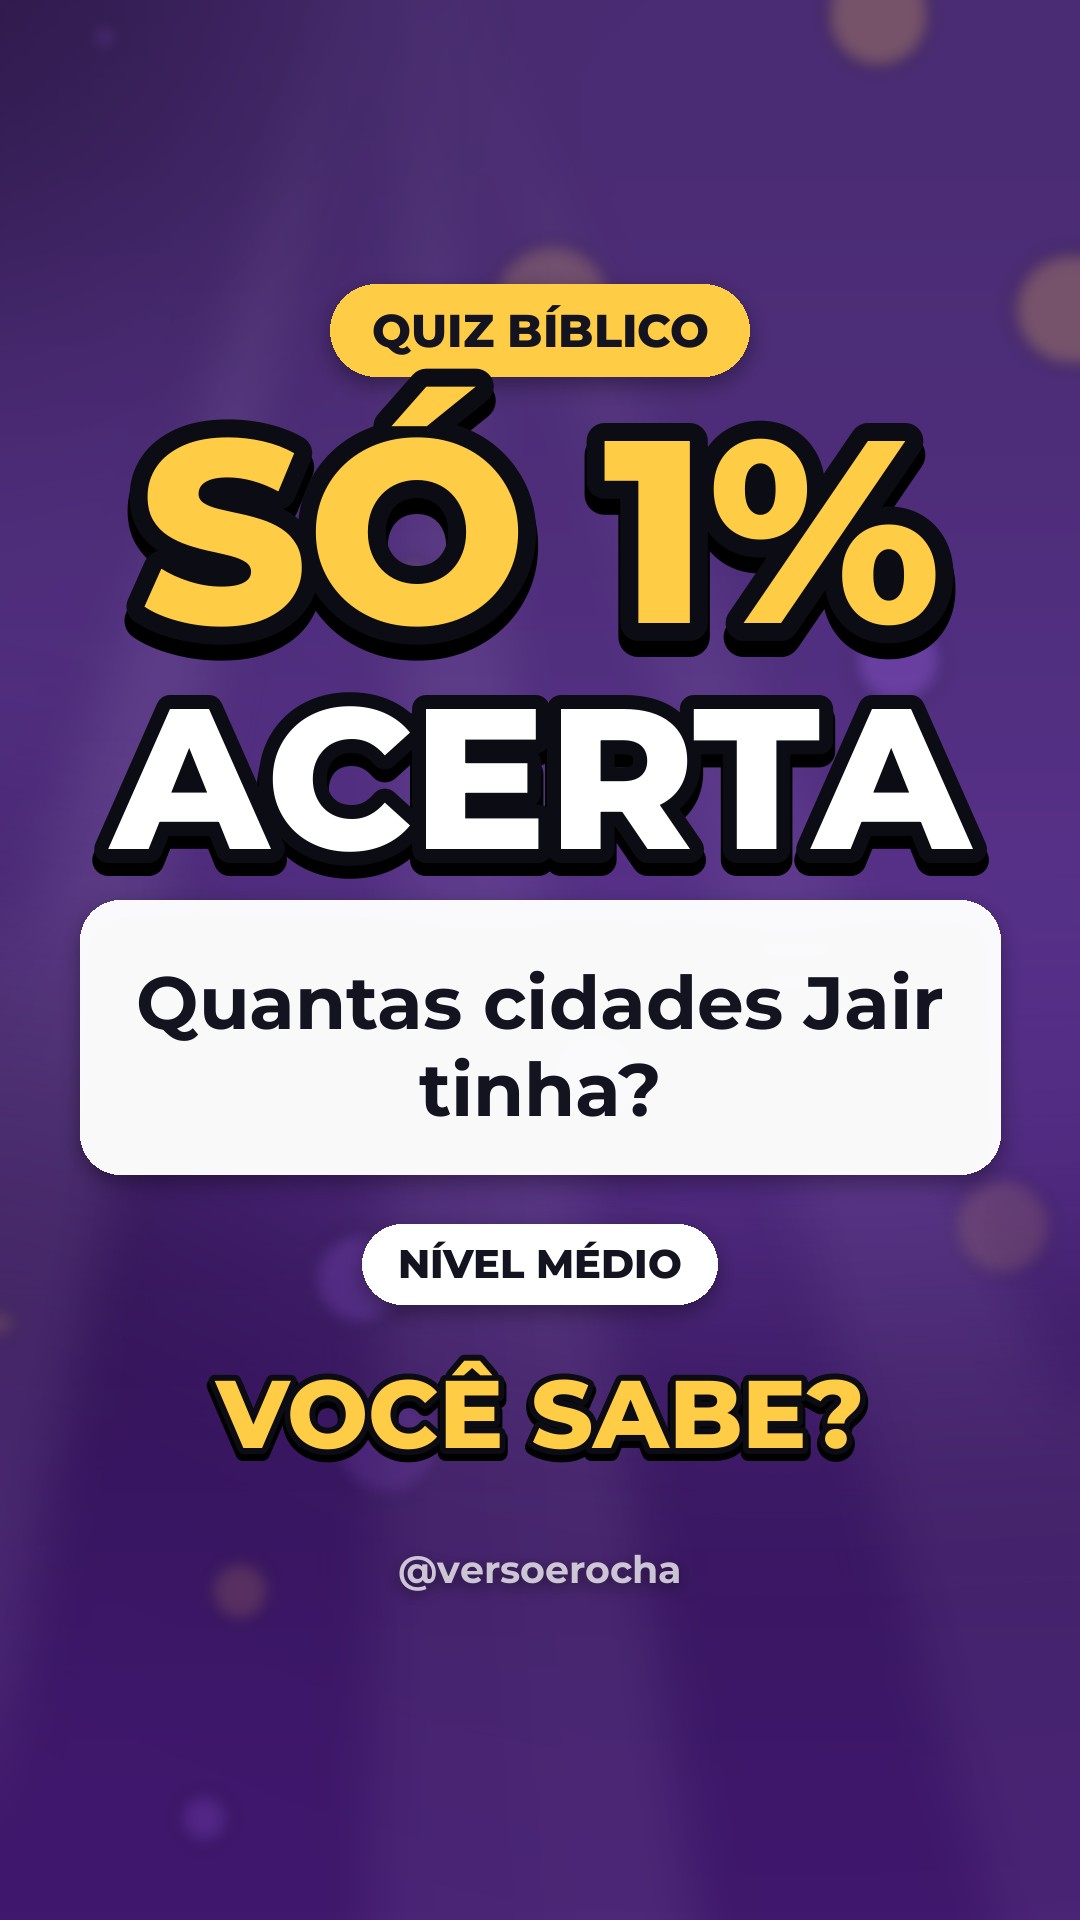 QUIZ BÍBLICO
SÓ 1%
ACERTA
Quantas cidades Jair
tinha?
NÍVEL MÉDIO
VOCÊ SABE?
@versoerocha